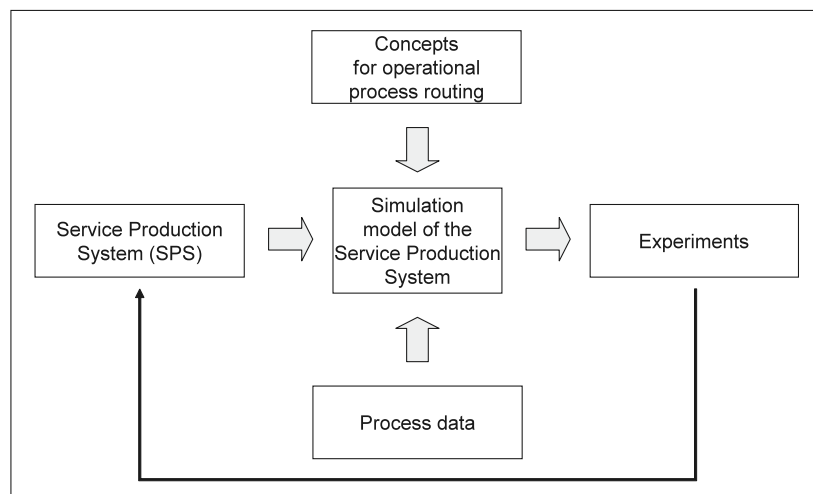 Concepts
for operational
process routing
Service Production
System (SPS)
Simulation
model of the
Service Production
System
Experiments
Process data